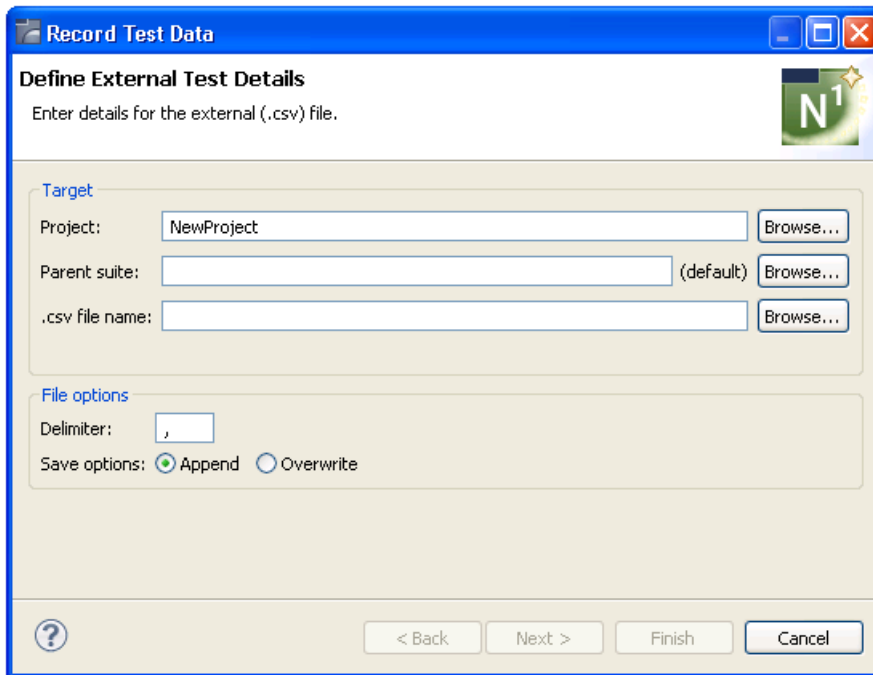 Record Test Data
Define External Test Details
Enter details for the external (.csv) file.
N1
Target
Project: NewProject Browse...
Parent suite: (default) Browse...
.csv file name: Browse...
File options
Delimiter: ,
Save options: Append Overwrite
? < Back Next > Finish Cancel